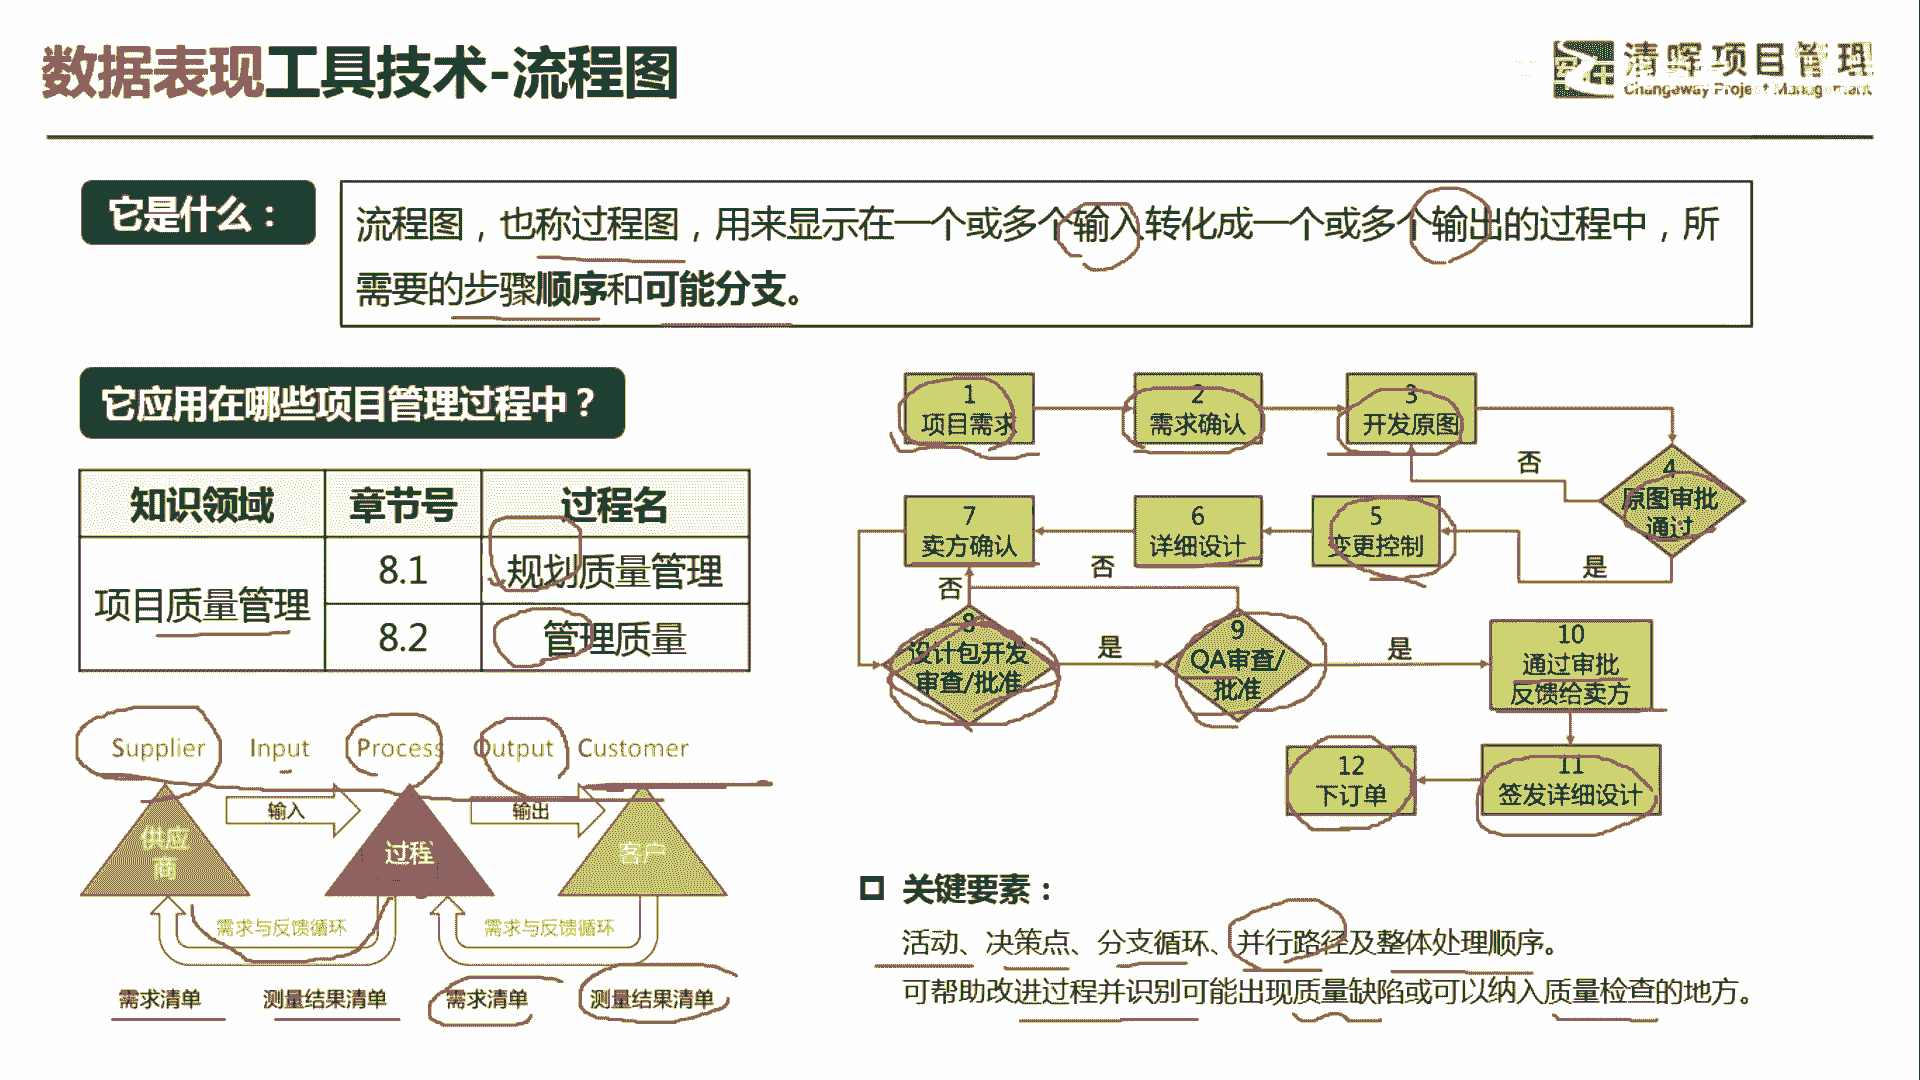 数据表现工具技术-流程图
清晖项目管理
Changeway Project Management
它是什么：
流程图，也称过程图，用来显示在一个或多个输入转化成一个或多个输出的过程中，所
需要的步骤顺序和可能分支。
它应用在哪些项目管理过程中？
知识领域 章节号 过程名
项目质量管理
8.1 规划质量管理
8.2 管理质量
Supplier Input Process Output Customer
输入
输出
供应
商
过程
客户
需求与反馈循环
需求与反馈循环
需求清单
测量结果清单
需求清单
测量结果清单
1
项目需求
2
需求确认
3
开发原图
4
原图审批
通过
否
是
5
变更控制
6
详细设计
7
卖方确认
否
否
8
设计包开发
审查/批准
是
9
QA审查/
批准
是
10
通过审批
反馈给卖方
11
签发详细设计
12
下订单
关键要素：
活动、决策点、分支循环、并行路径及整体处理顺序。
可帮助改进过程并识别可能出现质量缺陷或可以纳入质量检查的地方。